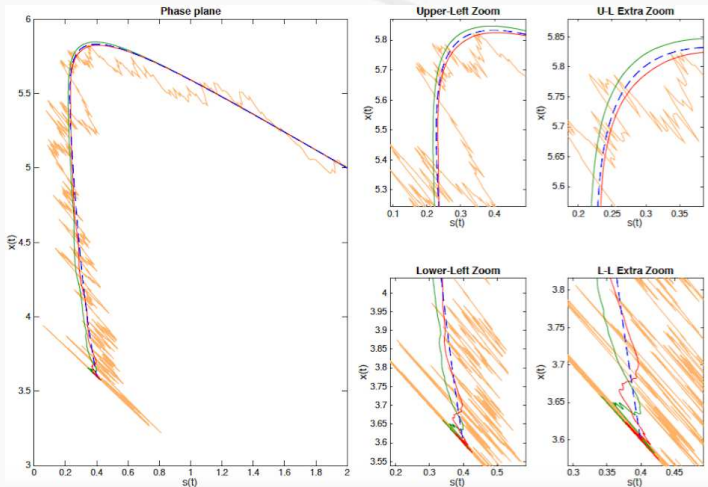 Phase plane
6
5.5
5
4.5
4
3.5
3
x(t)
0 0.2 0.4 0.6 0.8 1 1.2 1.4 1.6 1.8 2
s(t)
Upper-Left Zoom
5.8
5.7
5.6
5.5
5.4
5.3
x(t)
0.1 0.2 0.3 0.4
s(t)
U-L Extra Zoom
5.85
5.8
5.75
5.7
5.65
5.6
x(t)
0.2 0.25 0.3 0.35
s(t)
Lower-Left Zoom
4
3.95
3.9
3.85
3.8
3.75
3.7
3.65
3.6
3.55
x(t)
0.2 0.3 0.4 0.5
s(t)
L-L Extra Zoom
3.8
3.75
3.7
3.65
3.6
x(t)
0.3 0.35 0.4 0.45
s(t)